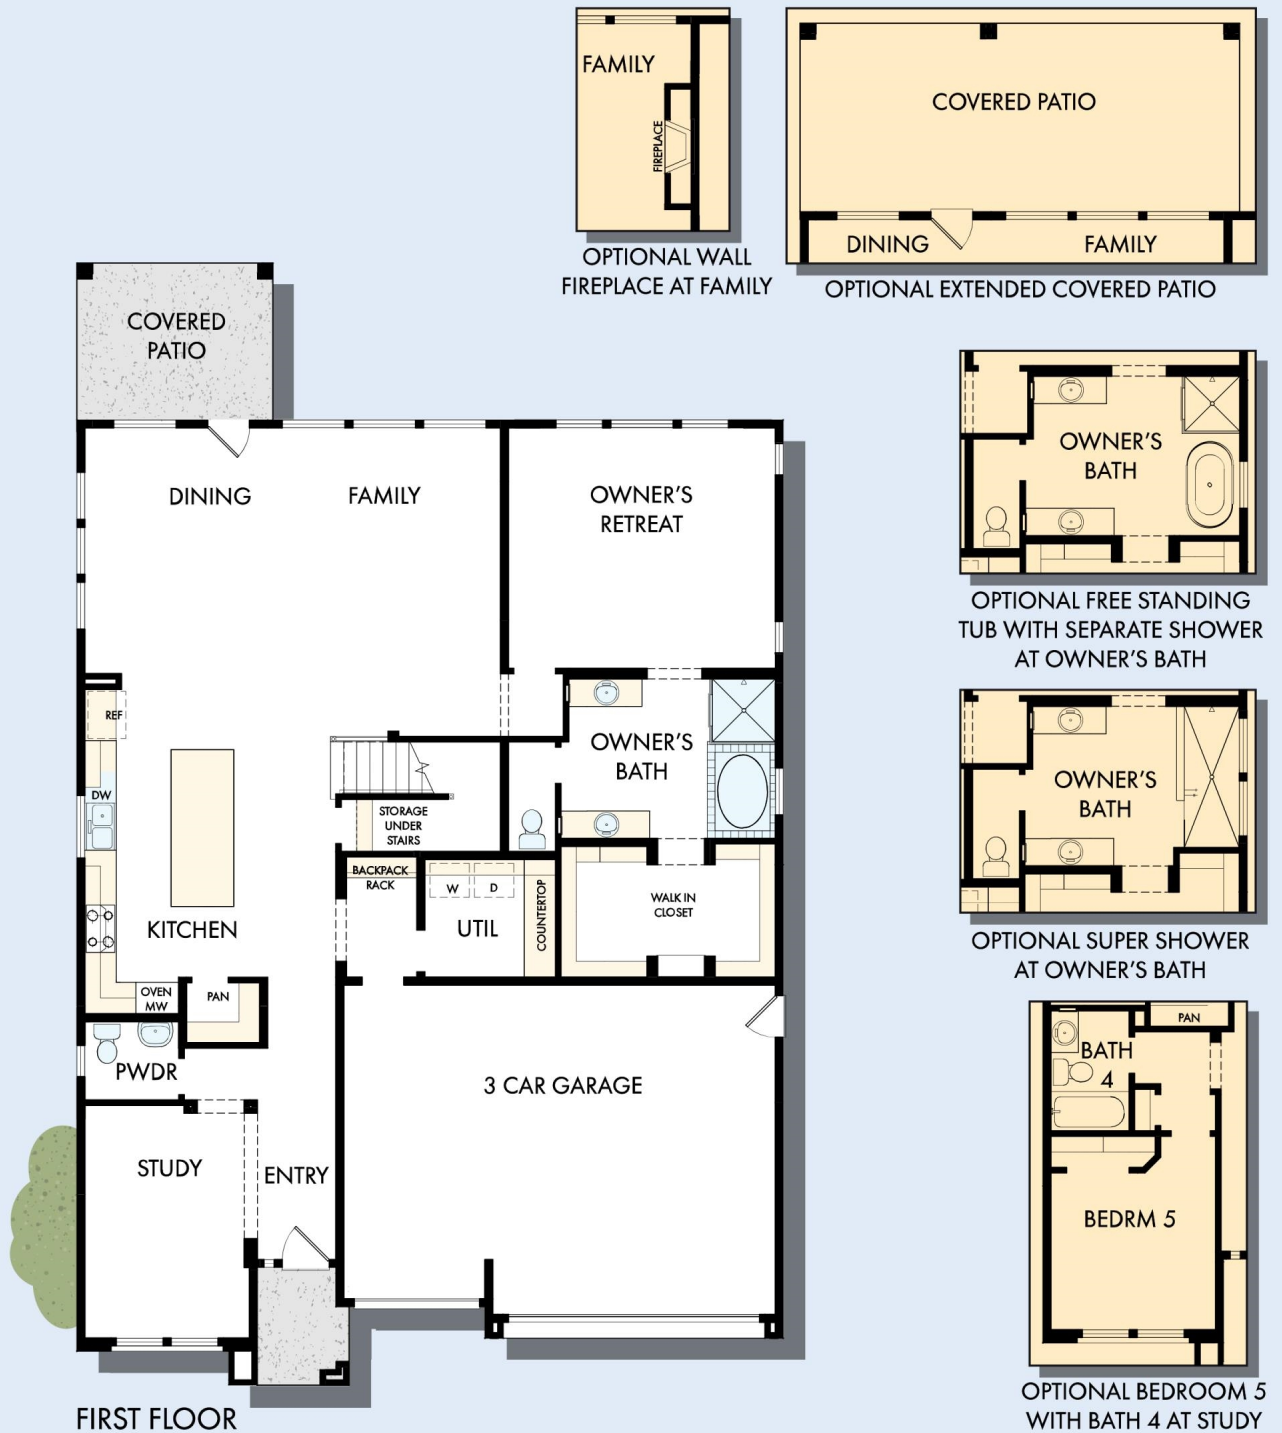 FAMILY
FIREPLACE
OPTIONAL WALL
FIREPLACE AT FAMILY
COVERED PATIO
DINING
FAMILY
OPTIONAL EXTENDED COVERED PATIO
COVERED
PATIO
DINING
FAMILY
OWNER'S
RETREAT
REF
DW
OWNER'S
BATH
STORAGE
UNDER
STAIRS
BACKPACK
RACK
W
D
UTIL
COUNTERTOP
WALK IN
CLOSET
KITCHEN
OVEN
MW
PAN
PWDR
3 CAR GARAGE
STUDY
ENTRY
FIRST FLOOR
OWNER'S
BATH
OPTIONAL FREE STANDING
TUB WITH SEPARATE SHOWER
AT OWNER'S BATH
OWNER'S
BATH
OPTIONAL SUPER SHOWER
AT OWNER'S BATH
PAN
BATH
4
BEDRM 5
OPTIONAL BEDROOM 5
WITH BATH 4 AT STUDY